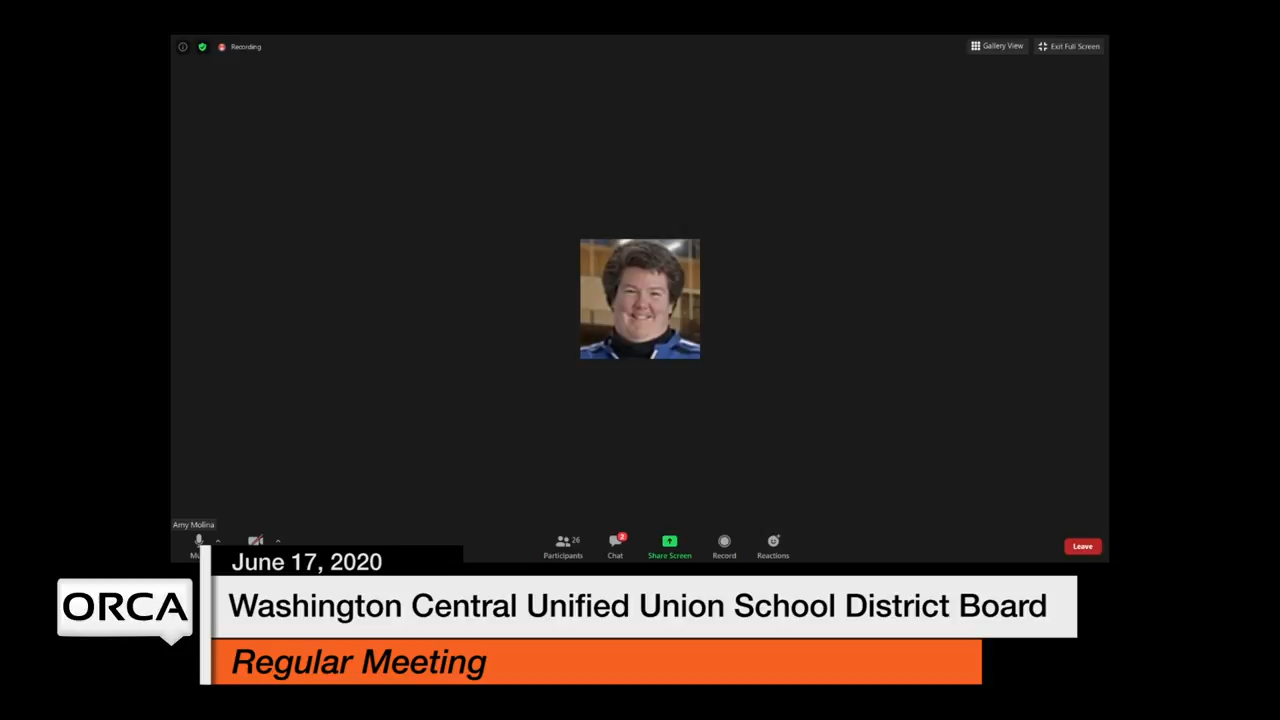 Recording
Gallery View
Exit Full Screen
Amy Molina
Participants 26
Chat 2
Share Screen
Record
Reactions
Leave
June 17, 2020
ORCA
Washington Central Unified Union School District Board
Regular Meeting